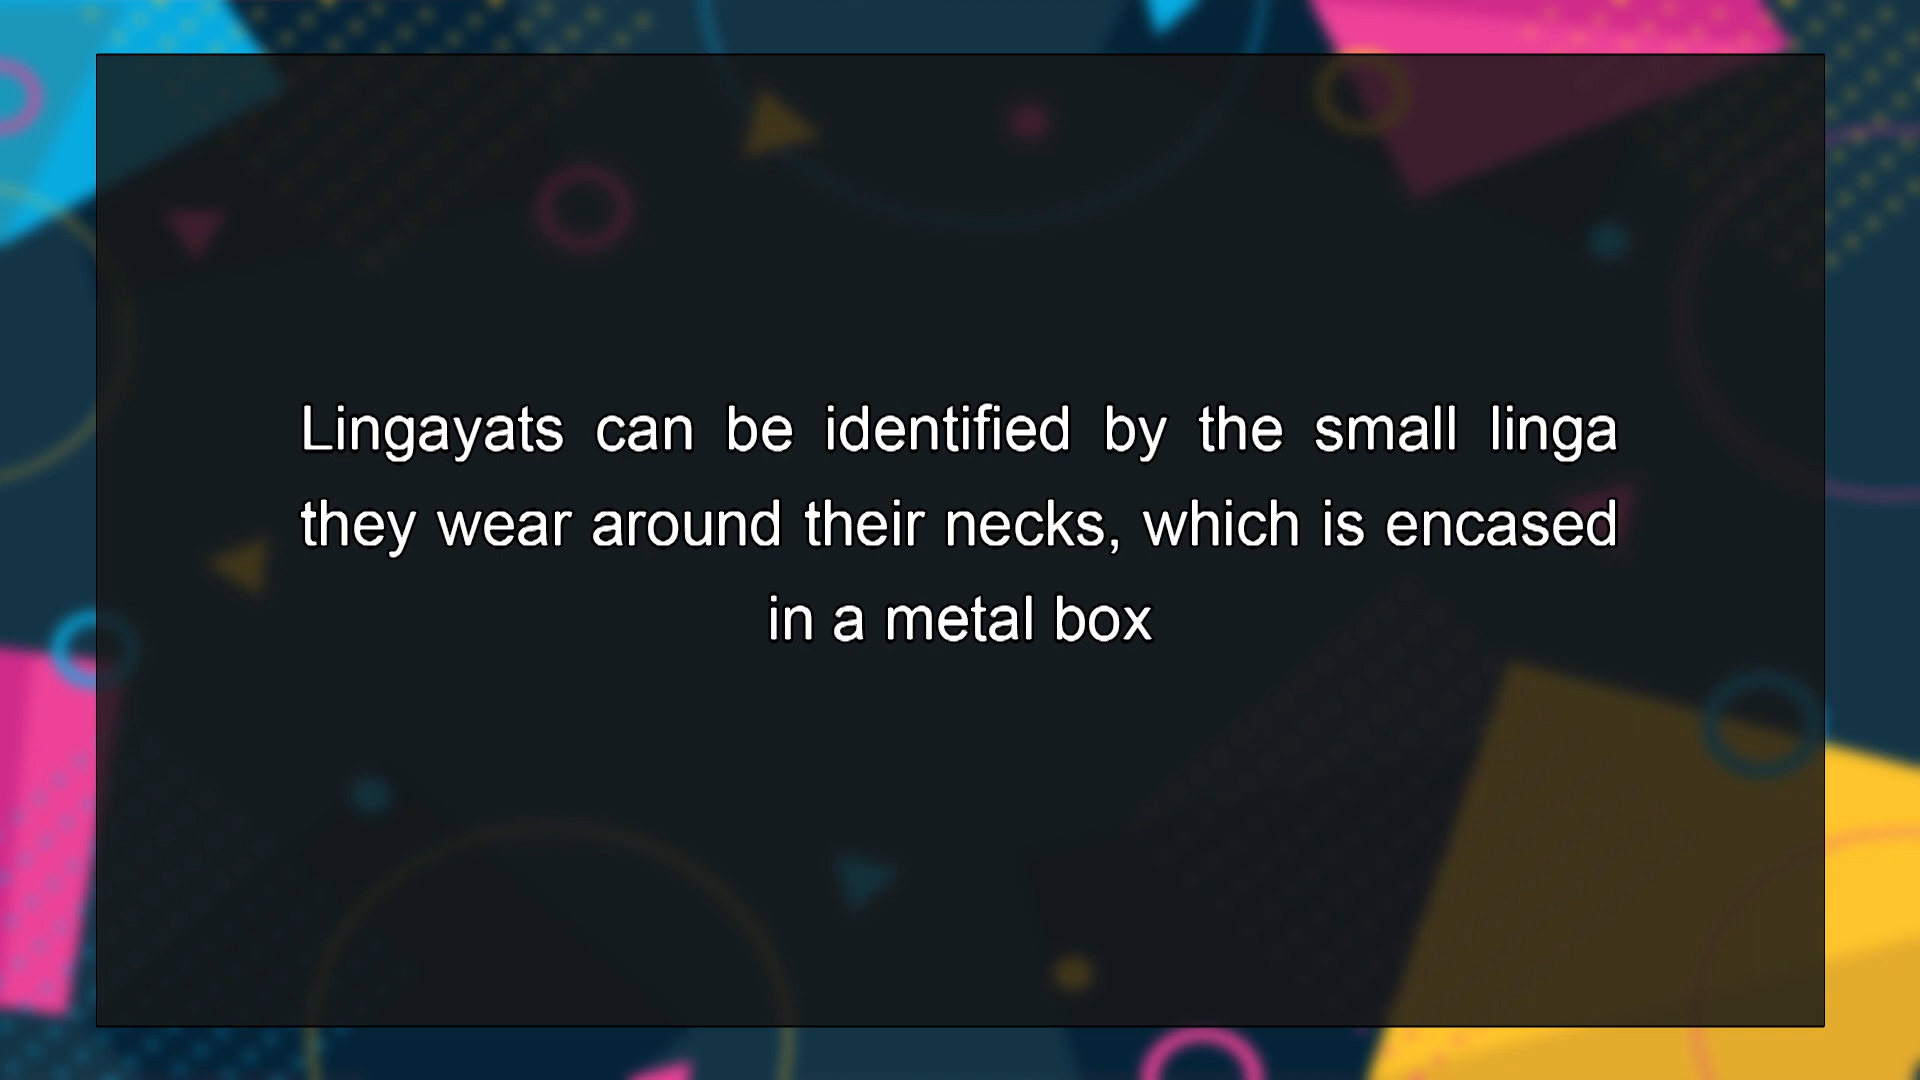 Lingayats can be identified by the small linga
they wear around their necks, which is encased
in a metal box